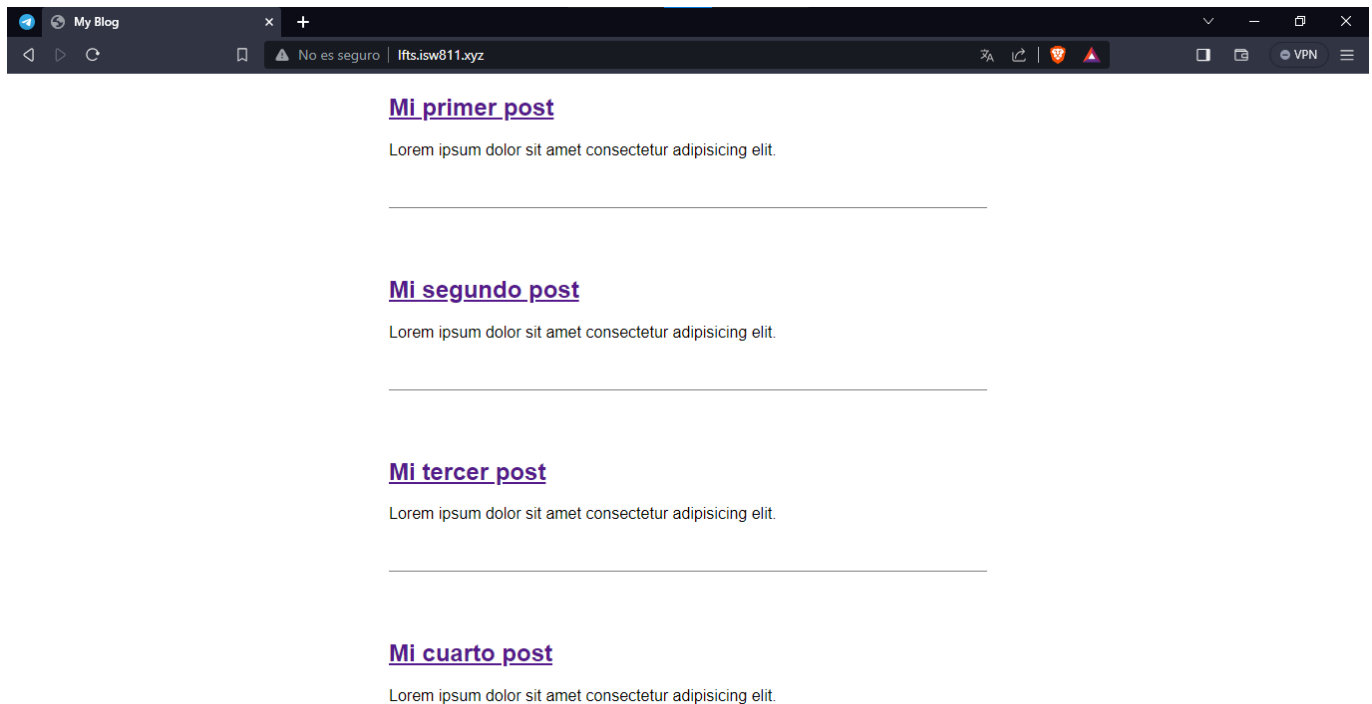 My Blog
No es seguro lfts.isw811.xyz VPN
Mi primer post
Lorem ipsum dolor sit amet consectetur adipisicing elit.
Mi segundo post
Lorem ipsum dolor sit amet consectetur adipisicing elit.
Mi tercer post
Lorem ipsum dolor sit amet consectetur adipisicing elit.
Mi cuarto post
Lorem ipsum dolor sit amet consectetur adipisicing elit.